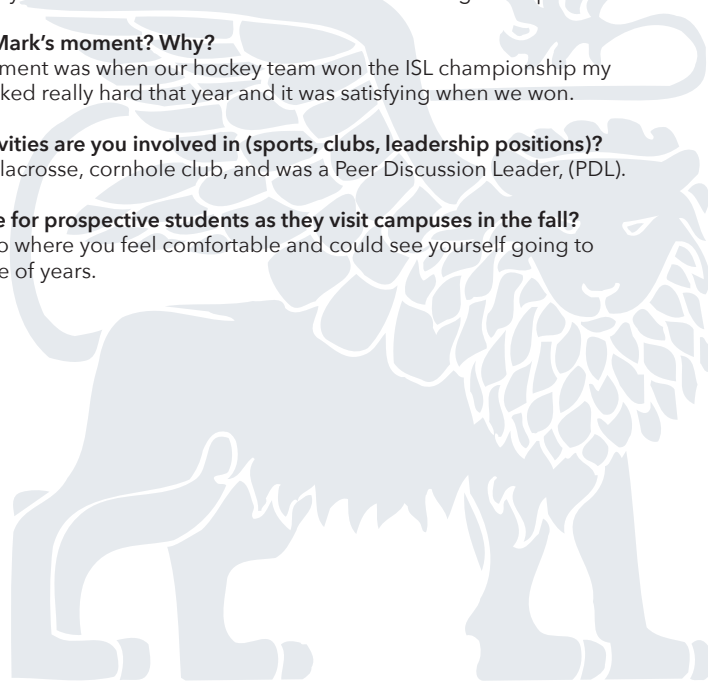 Mark's moment? Why?
ment was when our hockey team won the ISL championship my
ked really hard that year and it was satisfying when we won.
vities are you involved in (sports, clubs, leadership positions)?
lacrosse, cornhole club, and was a Peer Discussion Leader, (PDL).
e for prospective students as they visit campuses in the fall?
o where you feel comfortable and could see yourself going to
e of years.